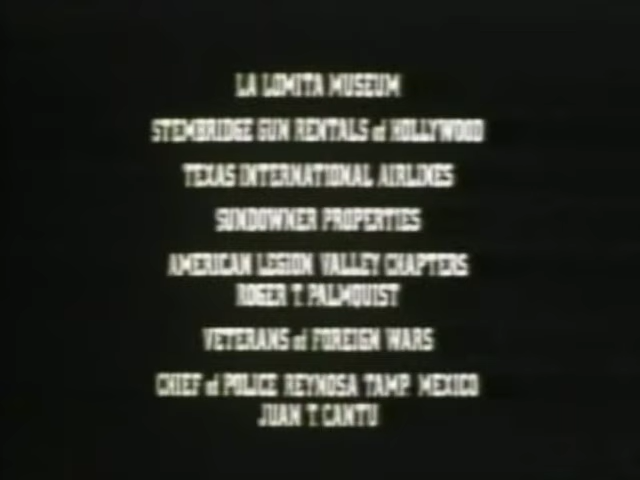 LA LOMITA MUSEUM
STEMBRIDGE GUN RENTALS of HOLLYWOOD
TEXAS INTERNATIONAL AIRLINES
SUNDOWNER PROPERTIES
AMERICAN LEGION VALLEY CHAPTERS
ROGER T. PALMQUIST
VETERANS of FOREIGN WARS
CHIEF of POLICE REYNOSA TAMP MEXICO
JUAN T. CANTU